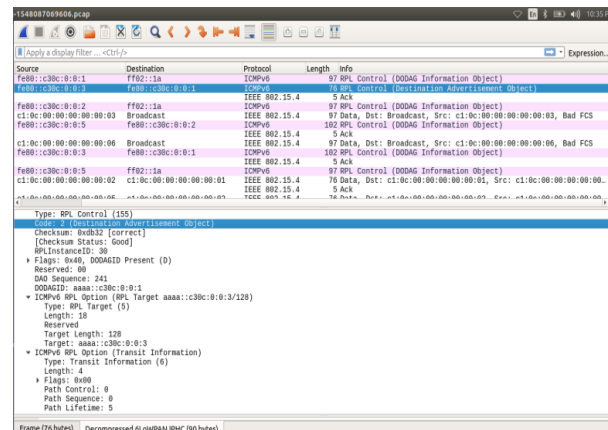 -1548087069606.pcap
En 10:35 P
Apply a display filter ... <Ctrl-/> Expression...
Source Destination Protocol Length Info
fe80::c30c:0:0:1 ff02::1a ICMPv6 97 RPL Control (DODAG Information Object)
fe80::c30c:0:0:3 fe80::c30c:0:0:1 ICMPv6 76 RPL Control (Destination Advertisement Object)
IEEE 802.15.4 5 Ack
fe80::c30c:0:0:2 ff02::1a ICMPv6 97 RPL Control (DODAG Information Object)
c1:0c:00:00:00:00:00:03 Broadcast IEEE 802.15.4 97 Data, Dst: Broadcast, Src: c1:0c:00:00:00:00:00:03, Bad FCS
fe80::c30c:0:0:5 fe80::c30c:0:0:2 ICMPv6 102 RPL Control (DODAG Information Object)
IEEE 802.15.4 5 Ack
c1:0c:00:00:00:00:00:06 Broadcast IEEE 802.15.4 97 Data, Dst: Broadcast, Src: c1:0c:00:00:00:00:00:06, Bad FCS
fe80::c30c:0:0:3 fe80::c30c:0:0:1 ICMPv6 102 RPL Control (DODAG Information Object)
IEEE 802.15.4 5 Ack
fe80::c30c:0:0:5 ff02::1a ICMPv6 97 RPL Control (DODAG Information Object)
c1:0c:00:00:00:00:00:02 c1:0c:00:00:00:00:00:01 IEEE 802.15.4 76 Data, Dst: c1:0c:00:00:00:00:00:01, Src: c1:0c:00:00:00:00:00…
IEEE 802.15.4 5 Ack
Type: RPL Control (155)
Code: 2 (Destination Advertisement Object)
Checksum: 0xdb32 [correct]
[Checksum Status: Good]
RPLInstanceID: 30
Flags: 0x40, DODAGID Present (D)
Reserved: 00
DAO Sequence: 241
DODAGID: aaaa::c30c:0:0:1
ICMPv6 RPL Option (RPL Target aaaa::c30c:0:0:3/128)
Type: RPL Target (5)
Length: 18
Reserved
Target Length: 128
Target: aaaa::c30c:0:0:3
ICMPv6 RPL Option (Transit Information)
Type: Transit Information (6)
Length: 4
Flags: 0x00
Path Control: 0
Path Sequence: 0
Path Lifetime: 5
Frame (76 bytes) Decompressed 6LoWPAN IPHC (90 bytes)